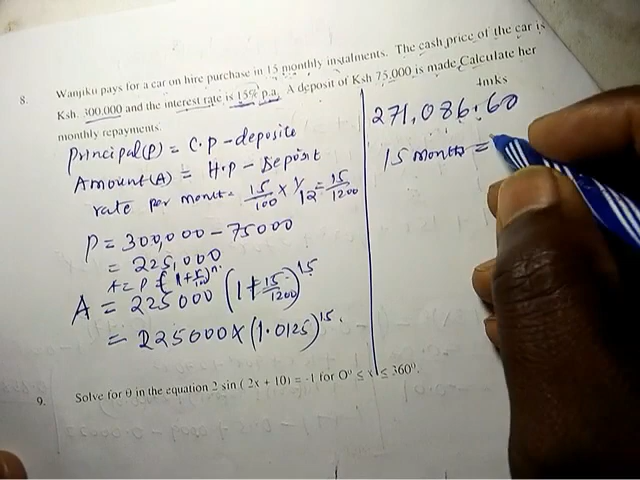 8. Wanjiku pays for a car on hire purchase in 15 monthly instalments. The cash price of the car is
Ksh. 300,000 and the interest rate is 15% p.a. A deposit of Ksh 75,000 is made. Calculate her
monthly repayments. 4mks
Principal(P) = C.P - deposite
Amount(A) = H.P - Deposit
rate per month = 15/100 x 1/12 = 15/1200
P = 300,000 - 75000
= 225,000
A = P (1 + r/100)^n
A = 225000 (1 + 15/1200)^15
= 225000 x (1.0125)^15.
271,086.60
15 months =
9. Solve for θ in the equation 2 sin ( 2x + 10) = -1 for 0° ≤ x ≤ 360°.